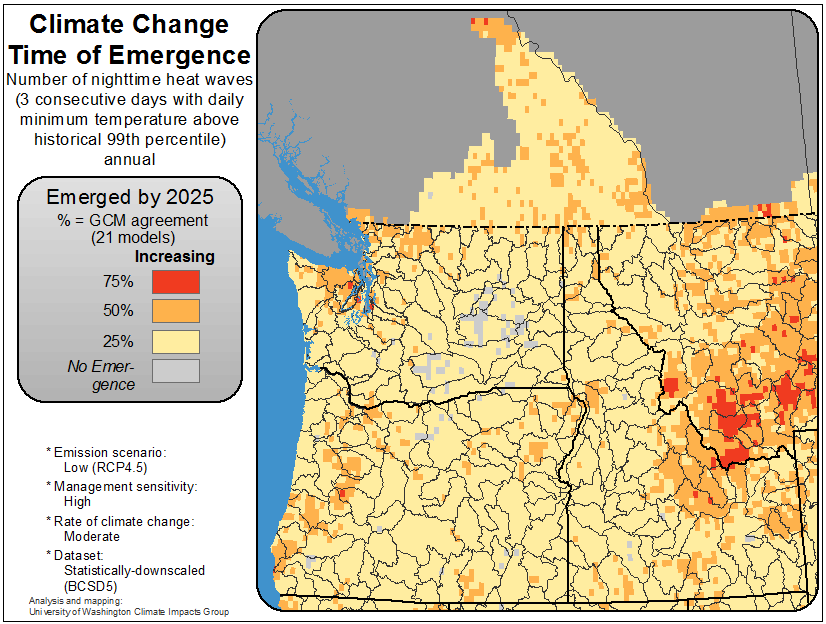 Climate Change
Time of Emergence
Number of nighttime heat waves
(3 consecutive days with daily
minimum temperature above
historical 99th percentile)
annual
Emerged by 2025
% = GCM agreement
(21 models)
Increasing
75%
50%
25%
No Emer-
gence
* Emission scenario:
Low (RCP4.5)
* Management sensitivity:
High
* Rate of climate change:
Moderate
* Dataset:
Statistically-downscaled
(BCSD5)
Analysis and mapping:
University of Washington Climate Impacts Group